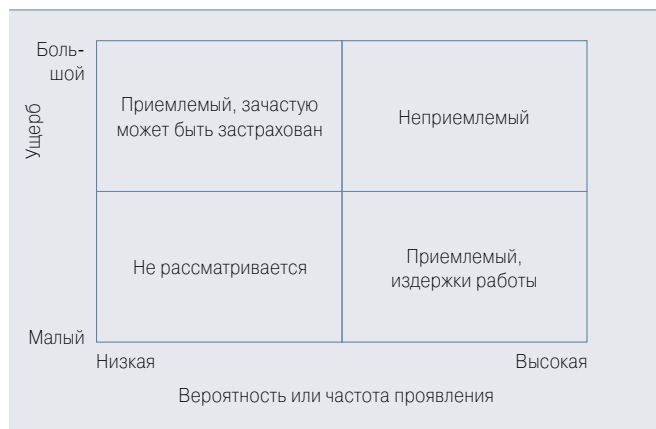 Боль-
шой
Ущерб
Приемлемый, зачастую
может быть застрахован
Неприемлемый
Не рассматривается
Приемлемый,
издержки работы
Малый
Низкая
Высокая
Вероятность или частота проявления